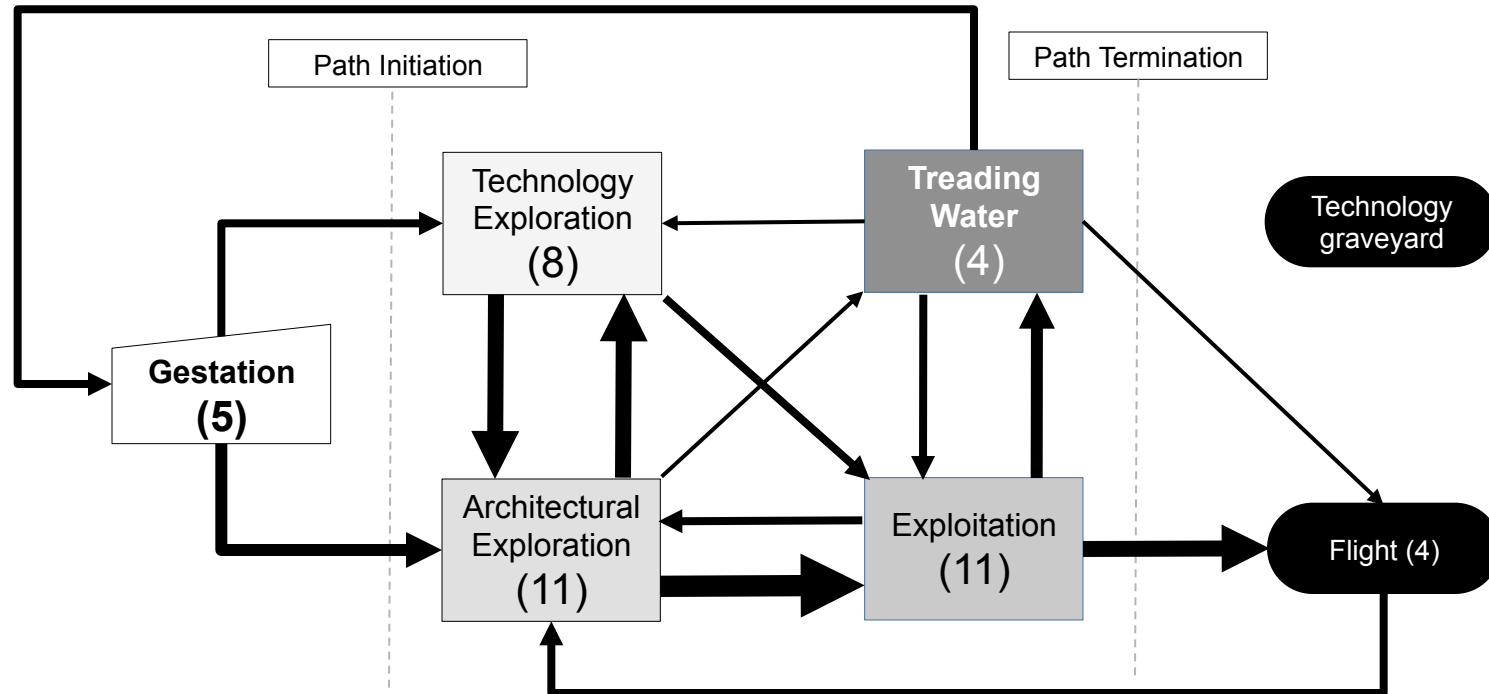 Path Initiation
Path Termination
Technology
Exploration
(8)
Treading
Water
(4)
Technology
graveyard
Gestation
(5)
Architectural
Exploration
(11)
Exploitation
(11)
Flight (4)